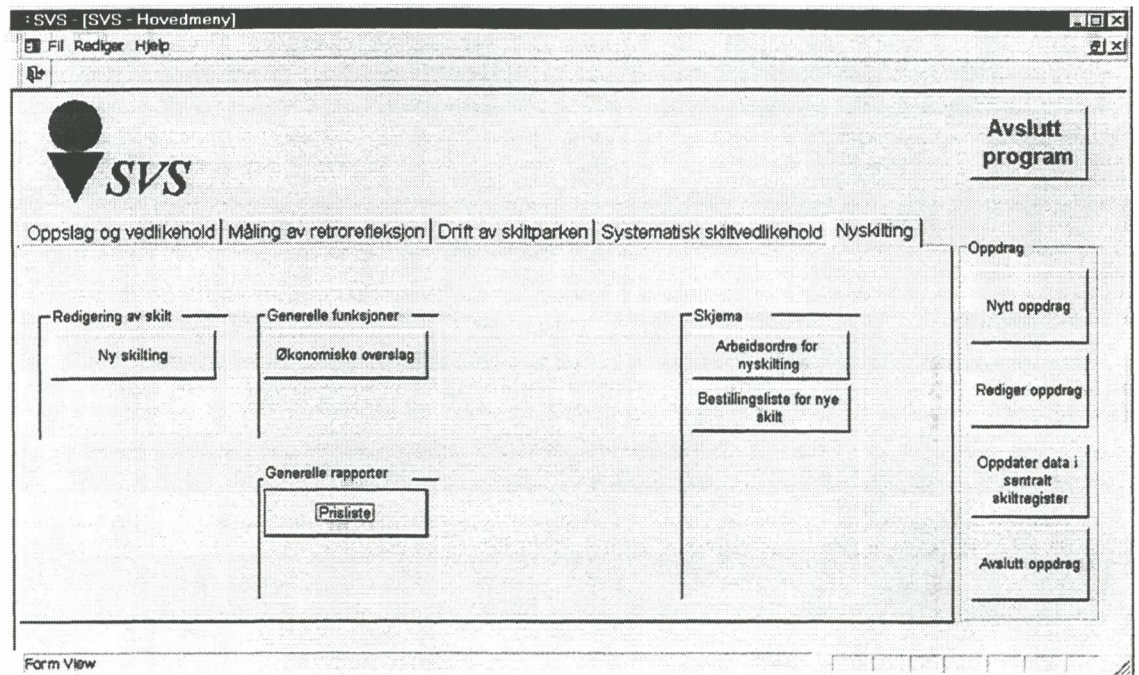 : SVS - [SVS - Hovedmeny]
Fil Rediger Hjelp
SVS
Avslutt
program
Oppslag og vedlikehold
Måling av retrorefleksjon
Drift av skiltparken
Systematisk skiltvedlikehold
Nyskilting
Redigering av skilt
Ny skilting
Generelle funksjoner
Økonomiske overslag
Generelle rapporter
Prisliste
Skjema
Arbeidsordre for
nyskilting
Bestillingsliste for nye
skilt
Oppdrag
Nytt oppdrag
Rediger oppdrag
Oppdater data i
sentralt
skiltregister
Avslutt oppdrag
Form View